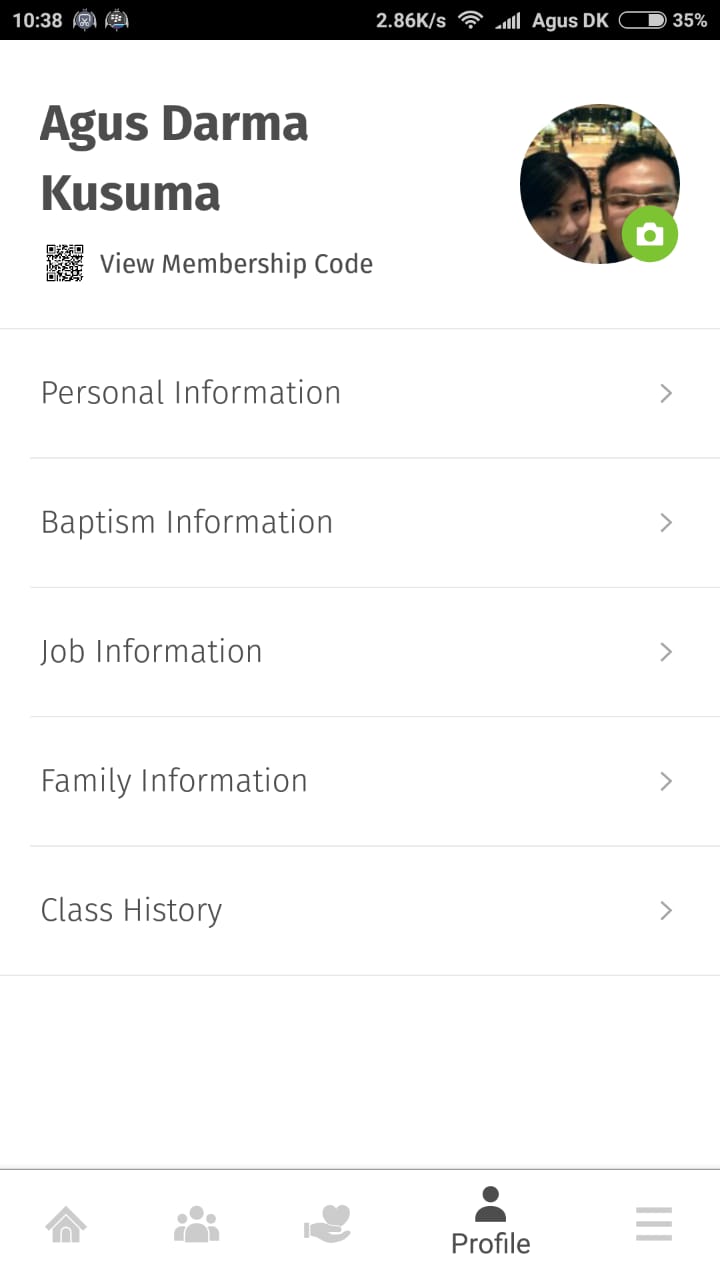 10:38 2.86K/s Agus DK 35%
Agus Darma
Kusuma
View Membership Code
Personal Information
Baptism Information
Job Information
Family Information
Class History
Profile